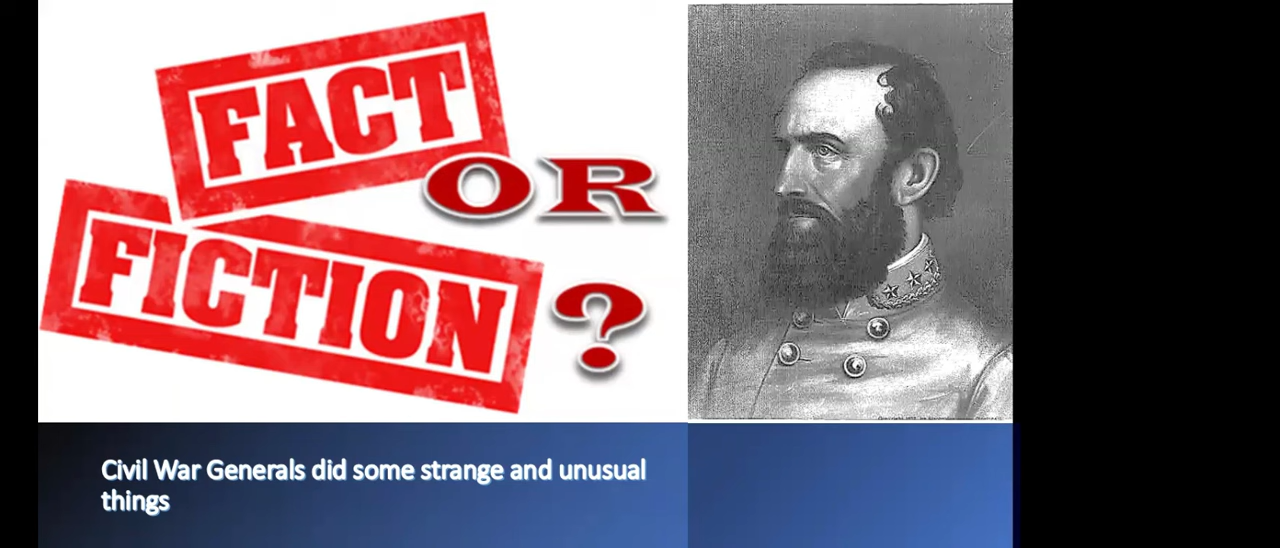 FACT
OR
FICTION
?
Civil War Generals did some strange and unusual
things